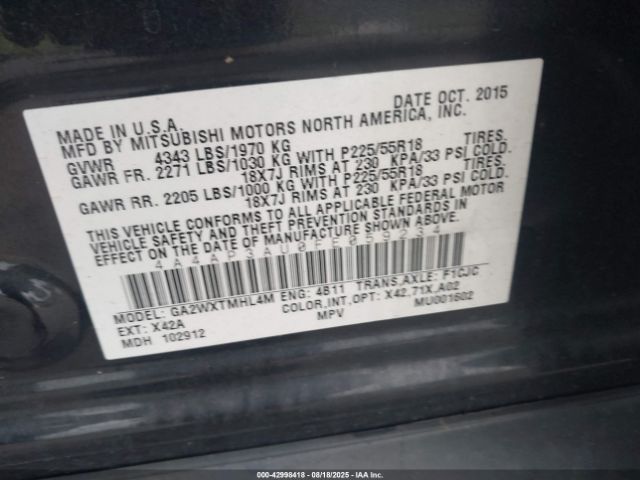 MADE IN U.S.A. DATE OCT. 2015
MFD BY MITSUBISHI MOTORS NORTH AMERICA, INC.
GVWR 4343 LBS/1970 KG
GAWR FR. 2271 LBS/1030 KG WITH P225/55R18 TIRES.
18X7J RIMS AT 230 KPA/33 PSI COLD.
GAWR RR. 2205 LBS/1000 KG WITH P225/55R18 TIRES.
18X7J RIMS AT 230 KPA/33 PSI COLD.
THIS VEHICLE CONFORMS TO ALL APPLICABLE FEDERAL MOTOR
VEHICLE SAFETY AND THEFT PREVENTION STANDARDS IN
EFFECT ON THE DATE OF MANUFACTURE SHOWN ABOVE.
4A4AP3AU0FE059234
MODEL: GA2WXTMHL4M ENG: 4B11 TRANS,AXLE: F1CJC
EXT: X42A COLOR,INT,OPT: X42,71X,A02
MDH 102912 MPV MU001602
000-42998418 - 08/18/2025 - IAA Inc.